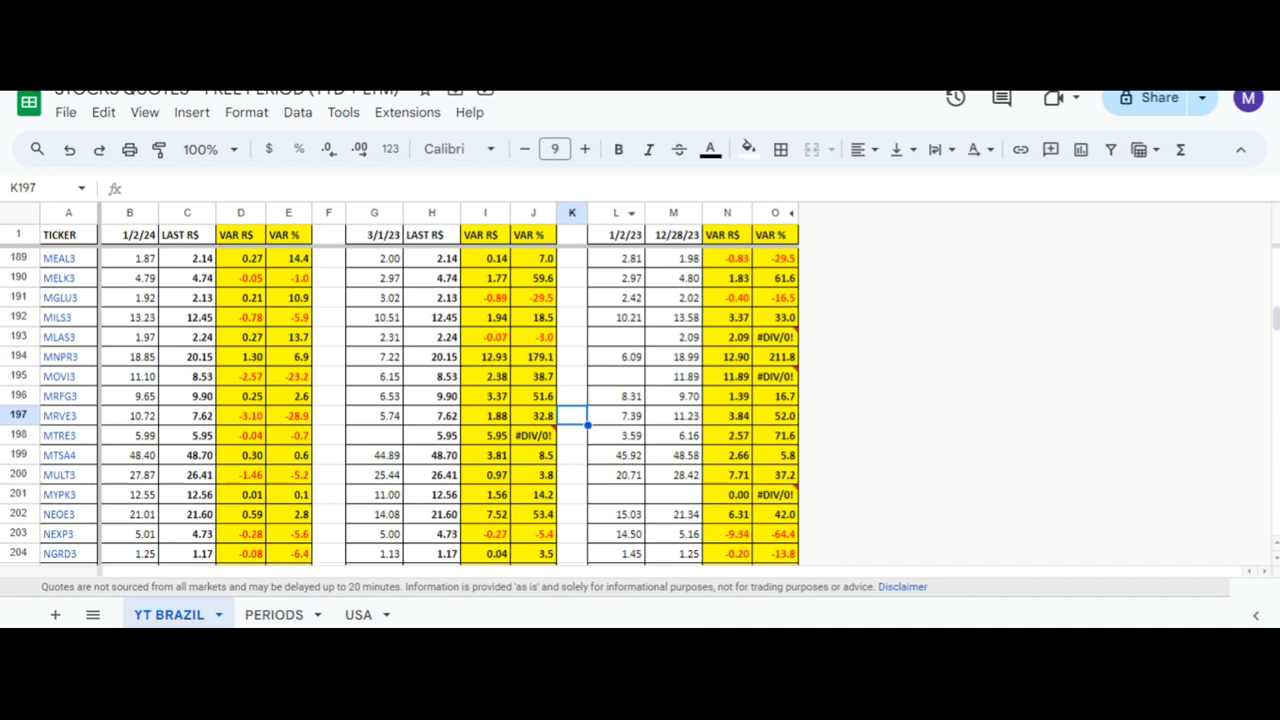 STOCKS QUOTES - FREE PERIOD (YTD + LTM)
File Edit View Insert Format Data Tools Extensions Help
Share
M
100% $ % .0 .00 123 Calibri 9 B I A Σ
K197 fx
A B C D E F G H I J K L M N O
1 TICKER 1/2/24 LAST R$ VAR R$ VAR % 3/1/23 LAST R$ VAR R$ VAR % 1/2/23 12/28/23 VAR R$ VAR %
189 MEAL3 1.87 2.14 0.27 14.4 2.00 2.14 0.14 7.0 2.81 1.98 -0.83 -29.5
190 MELK3 4.79 4.74 -0.05 -1.0 2.97 4.74 1.77 59.6 2.97 4.80 1.83 61.6
191 MGLU3 1.92 2.13 0.21 10.9 3.02 2.13 -0.89 -29.5 2.42 2.02 -0.40 -16.5
192 MILS3 13.23 12.45 -0.78 -5.9 10.51 12.45 1.94 18.5 10.21 13.58 3.37 33.0
193 MLAS3 1.97 2.24 0.27 13.7 2.31 2.24 -0.07 -3.0 2.09 2.09 #DIV/0!
194 MNPR3 18.85 20.15 1.30 6.9 7.22 20.15 12.93 179.1 6.09 18.99 12.90 211.8
195 MOVI3 11.10 8.53 -2.57 -23.2 6.15 8.53 2.38 38.7 11.89 11.89 #DIV/0!
196 MRFG3 9.65 9.90 0.25 2.6 6.53 9.90 3.37 51.6 8.31 9.70 1.39 16.7
197 MRVE3 10.72 7.62 -3.10 -28.9 5.74 7.62 1.88 32.8 7.39 11.23 3.84 52.0
198 MTRE3 5.99 5.95 -0.04 -0.7 5.95 5.95 #DIV/0! 3.59 6.16 2.57 71.6
199 MTSA4 48.40 48.70 0.30 0.6 44.89 48.70 3.81 8.5 45.92 48.58 2.66 5.8
200 MULT3 27.87 26.41 -1.46 -5.2 25.44 26.41 0.97 3.8 20.71 28.42 7.71 37.2
201 MYPK3 12.55 12.56 0.01 0.1 11.00 12.56 1.56 14.2 0.00 #DIV/0!
202 NEOE3 21.01 21.60 0.59 2.8 14.08 21.60 7.52 53.4 15.03 21.34 6.31 42.0
203 NEXP3 5.01 4.73 -0.28 -5.6 5.00 4.73 -0.27 -5.4 14.50 5.16 -9.34 -64.4
204 NGRD3 1.25 1.17 -0.08 -6.4 1.13 1.17 0.04 3.5 1.45 1.25 -0.20 -13.8
Quotes are not sourced from all markets and may be delayed up to 20 minutes. Information is provided 'as is' and solely for informational purposes, not for trading purposes or advice. Disclaimer
YT BRAZIL PERIODS USA